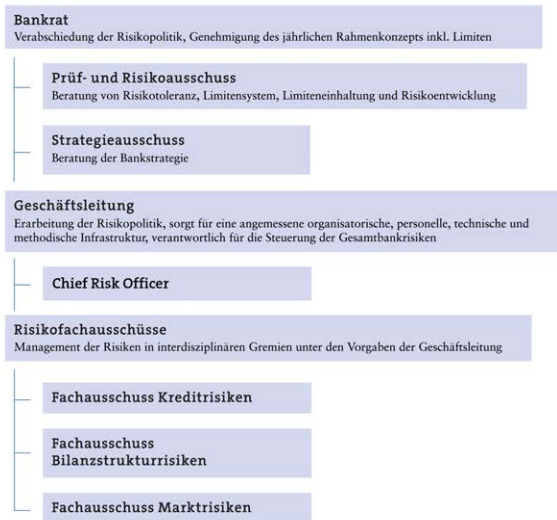 Bankrat
Verabschiedung der Risikopolitik, Genehmigung des jährlichen Rahmenkonzepts inkl. Limiten
Prüf- und Risikoausschuss
Beratung von Risikotoleranz, Limitensystem, Limiteneinhaltung und Risikoentwicklung
Strategieausschuss
Beratung der Bankstrategie
Geschäftsleitung
Erarbeitung der Risikopolitik, sorgt für eine angemessene organisatorische, personelle, technische und
methodische Infrastruktur, verantwortlich für die Steuerung der Gesamtbankrisiken
Chief Risk Officer
Risikofachausschüsse
Management der Risiken in interdisziplinären Gremien unter den Vorgaben der Geschäftsleitung
Fachausschuss Kreditrisiken
Fachausschuss
Bilanzstrukturrisiken
Fachausschuss Marktrisiken